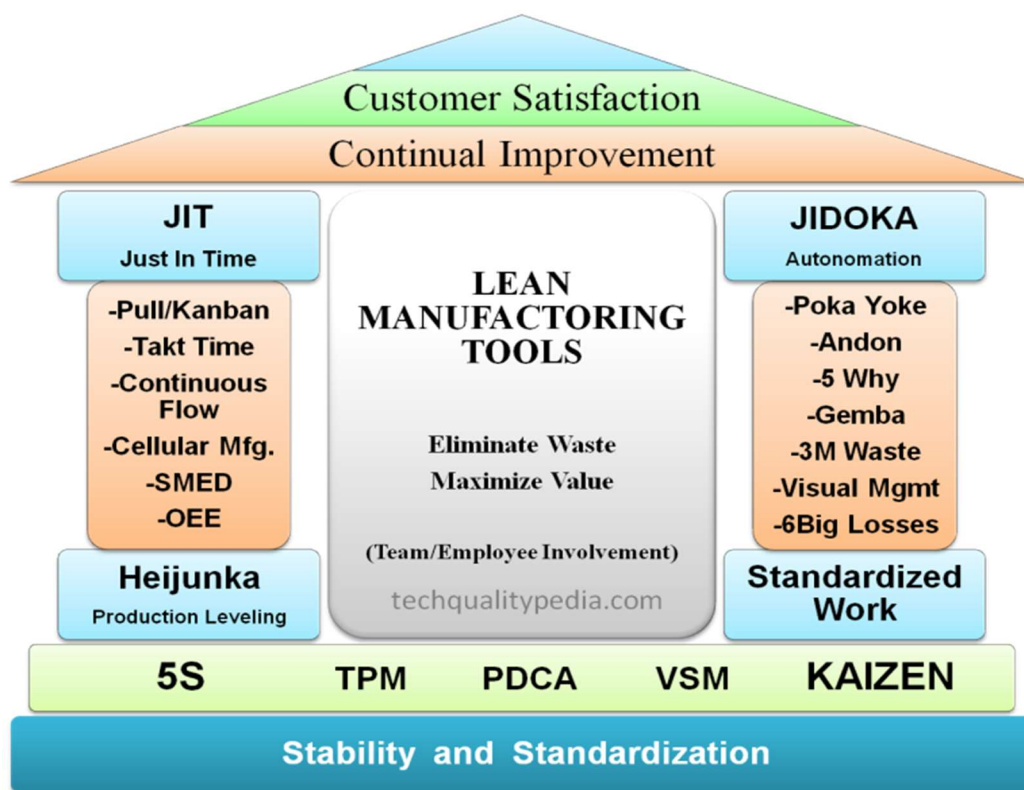 Customer Satisfaction
Continual Improvement
JIT
Just In Time
-Pull/Kanban
-Takt Time
-Continuous
Flow
-Cellular Mfg.
-SMED
-OEE
Heijunka
Production Leveling
LEAN
MANUFACTORING
TOOLS
Eliminate Waste
Maximize Value
(Team/Employee Involvement)
techqualitypedia.com
JIDOKA
Autonomation
-Poka Yoke
-Andon
-5 Why
-Gemba
-3M Waste
-Visual Mgmt
-6Big Losses
Standardized
Work
5S TPM PDCA VSM KAIZEN
Stability and Standardization